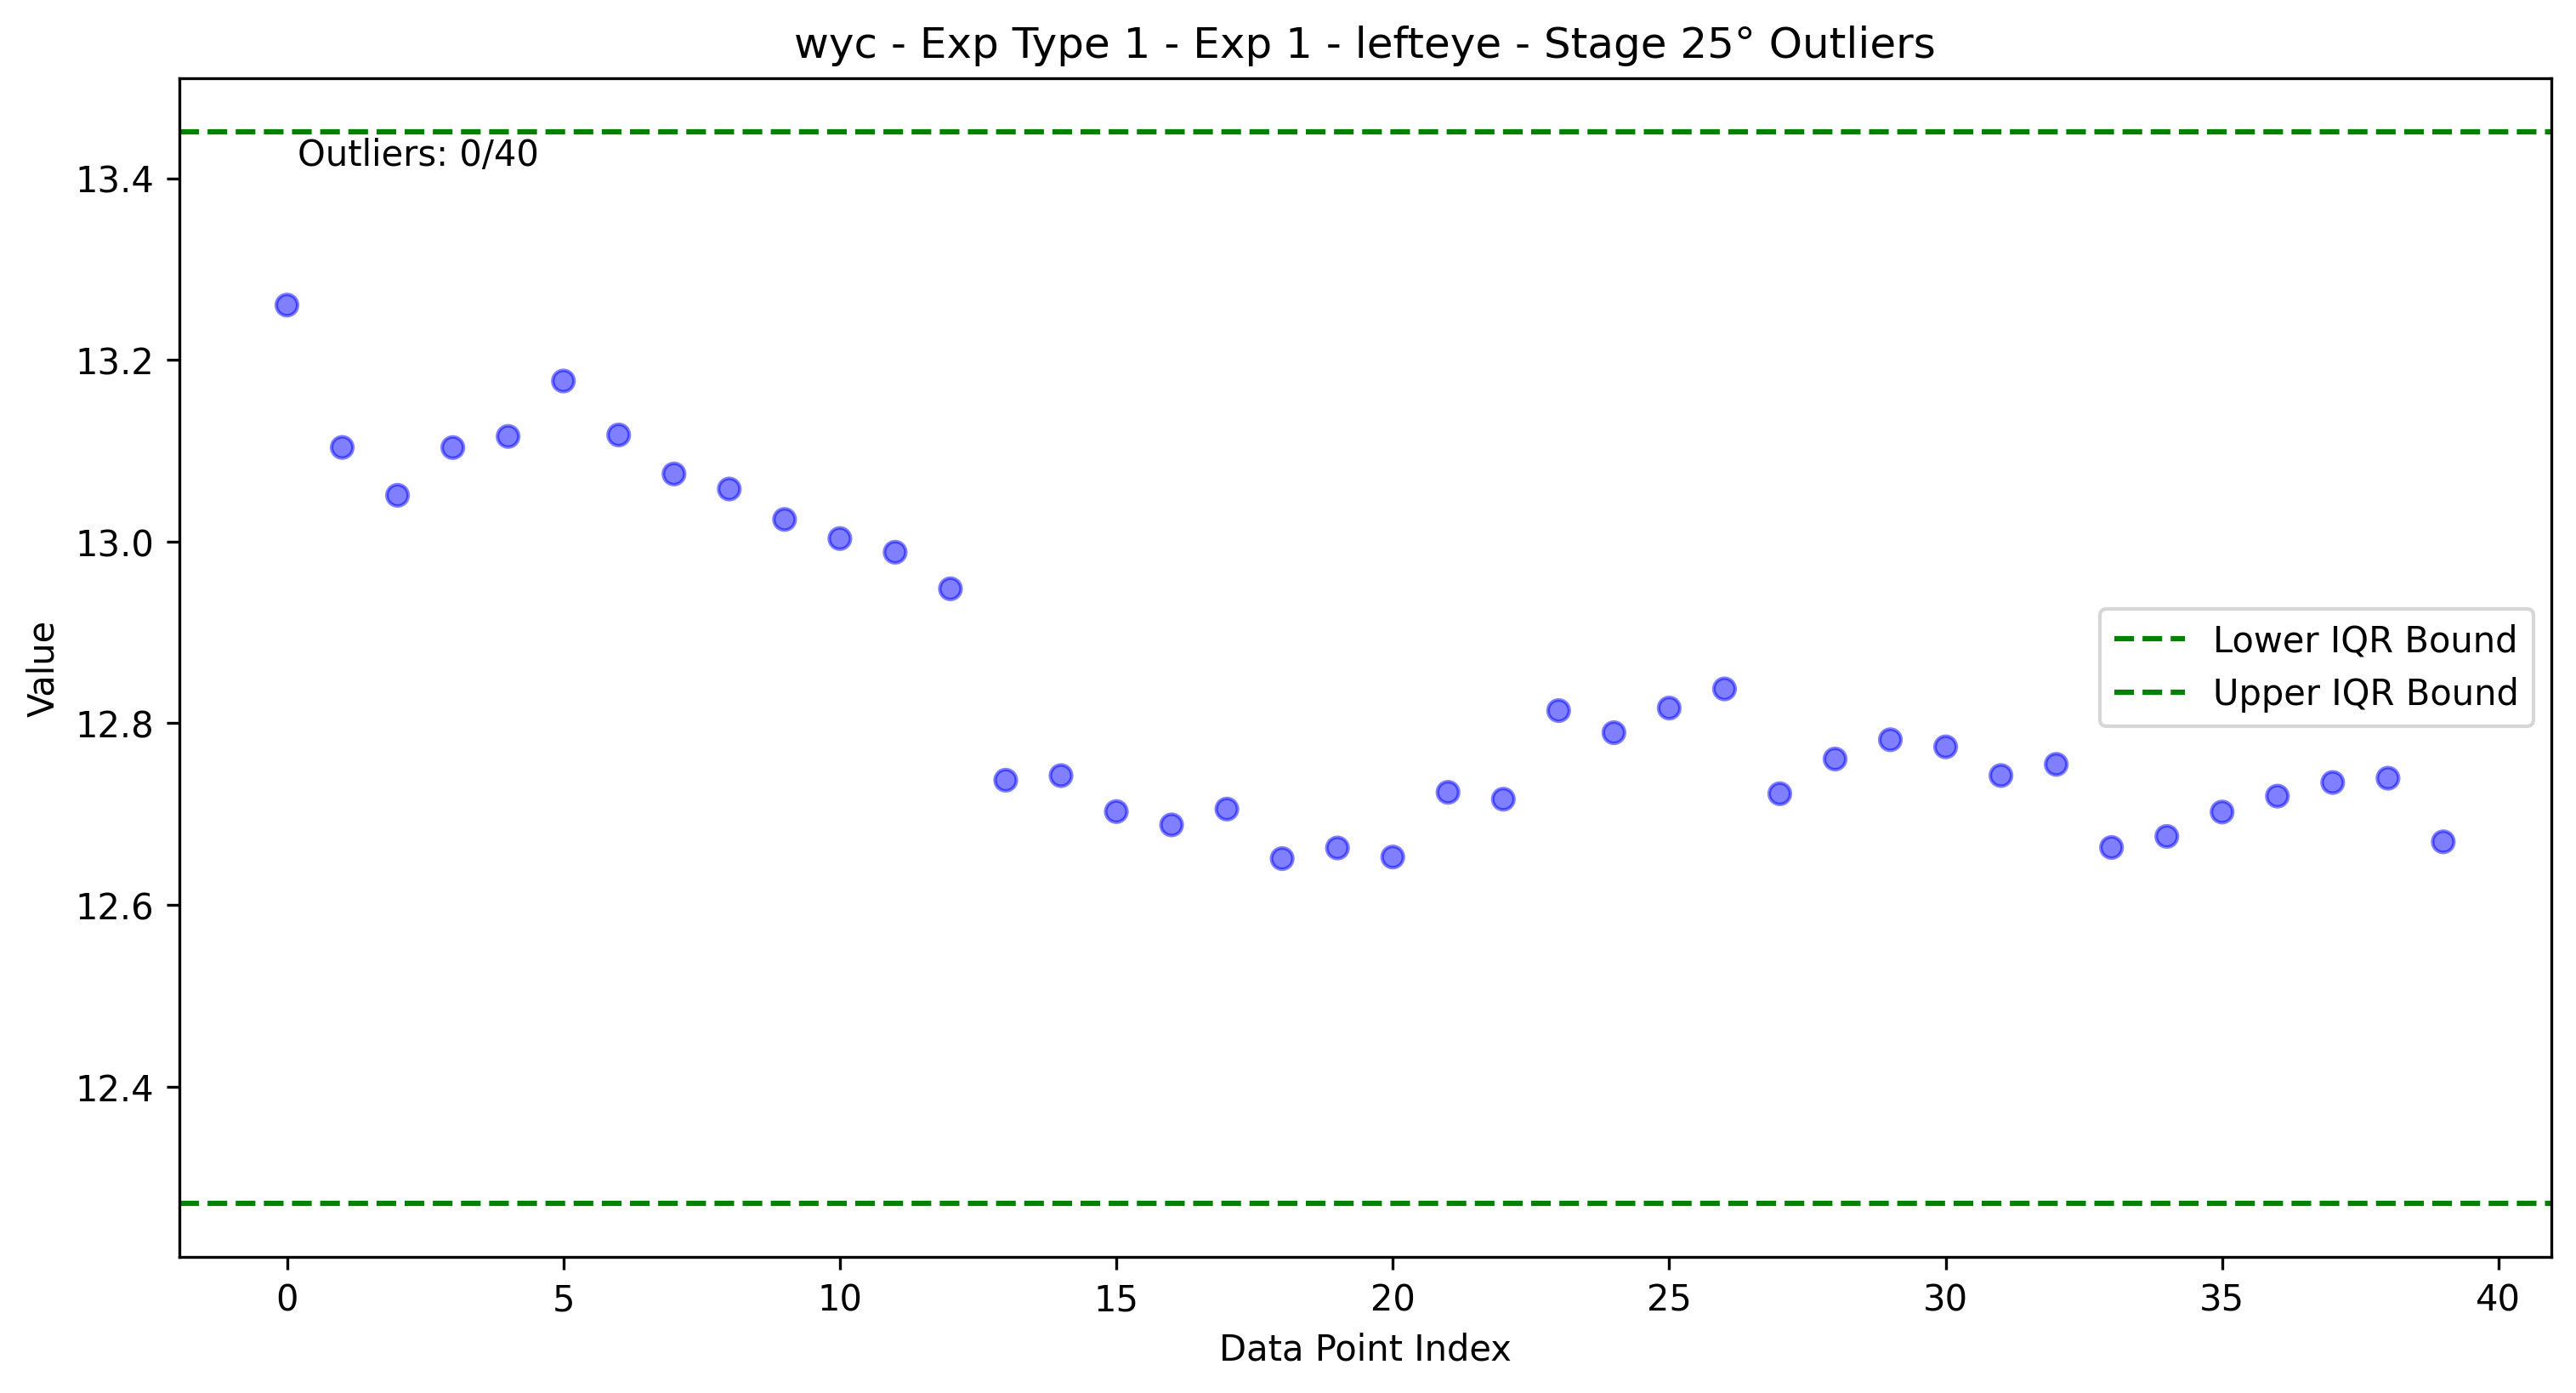 wyc - Exp Type 1 - Exp 1 - lefteye - Stage 25° Outliers
Outliers: 0/40
13.4
13.2
13.0
12.8
12.6
12.4
Value
Lower IQR Bound
Upper IQR Bound
0 5 10 15 20 25 30 35 40
Data Point Index